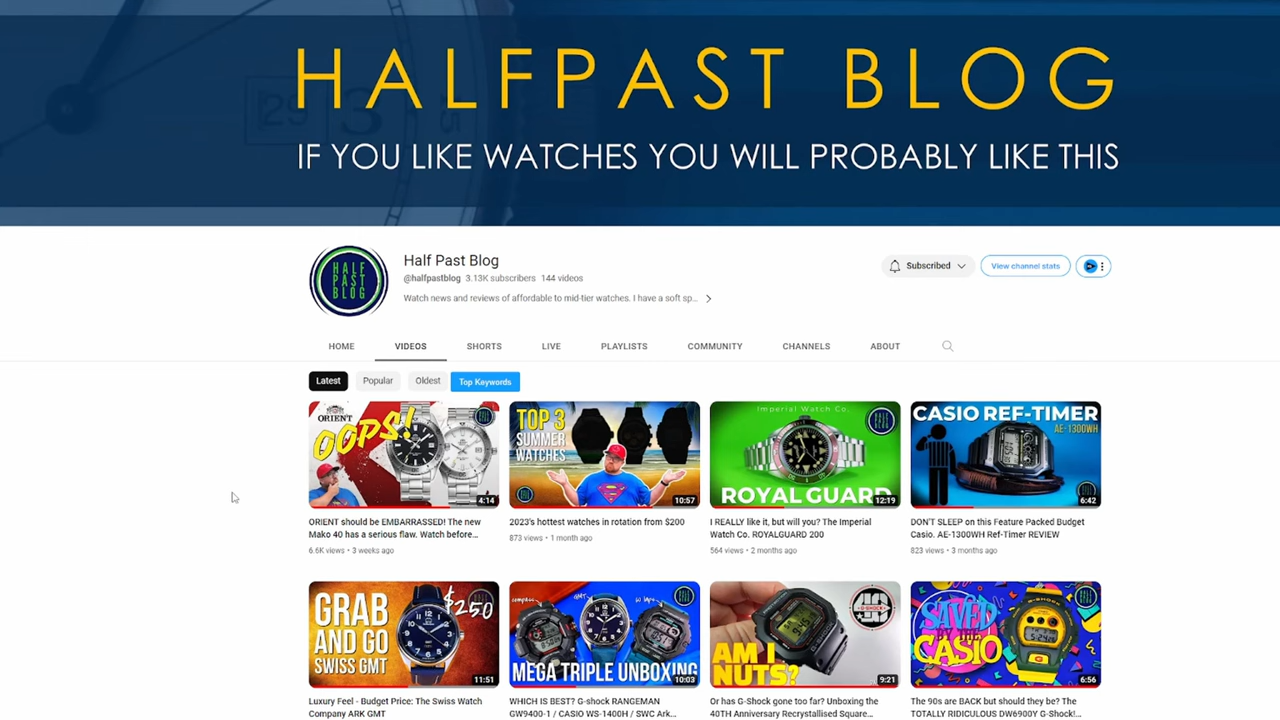 HALFPAST BLOG
IF YOU LIKE WATCHES YOU WILL PROBABLY LIKE THIS
HALF
PAST
BLOG
Half Past Blog
@halfpastblog 3.13K subscribers 144 videos
Watch news and reviews of affordable to mid-tier watches. I have a soft sp...
Subscribed
View channel stats
HOME VIDEOS SHORTS LIVE PLAYLISTS COMMUNITY CHANNELS ABOUT
Latest Popular Oldest Top Keywords
ORIENT
OOPS!
4:14
ORIENT should be EMBARRASSED! The new
Mako 40 has a serious flaw. Watch before...
6.6K views • 3 weeks ago
TOP 3
SUMMER
WATCHES
10:57
2023's hottest watches in rotation from $200
873 views • 1 month ago
Imperial Watch Co.
ROYAL GUARD
12:19
I REALLY like it, but will you? The Imperial
Watch Co. ROYALGUARD 200
564 views • 2 months ago
CASIO REF-TIMER
AE-1300WH
6:42
DON'T SLEEP on this Feature Packed Budget
Casio. AE-1300WH Ref-Timer REVIEW
823 views • 3 months ago
GRAB
AND GO
SWISS GMT
$250
11:51
Luxury Feel - Budget Price: The Swiss Watch
Company ARK GMT
compass
GMT
MEGA TRIPLE UNBOXING
10:03
WHICH IS BEST? G-shock RANGEMAN
GW9400-1 / CASIO WS-1400H / SWC Ark...
G-SHOCK
AM I
NUTS?
9:21
Or has G-Shock gone too far? Unboxing the
40TH Anniversary Recrystallised Square...
SAVED
BY THE
CASIO
6:56
The 90s are BACK but should they be? The
TOTALLY RIDICULOUS DW6900Y G-Shock!...